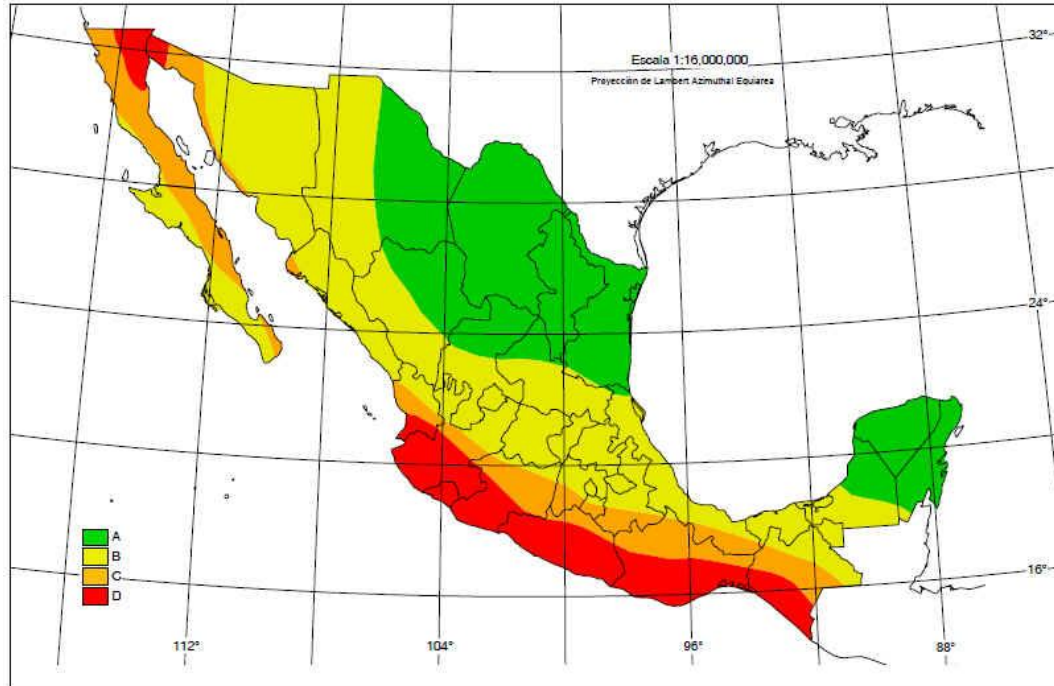 Escala 1:16,000,000
Proyección de Lambert Azimuthal Equiarea
32°
24°
A
B
C
D
16°
112°
104°
96°
88°